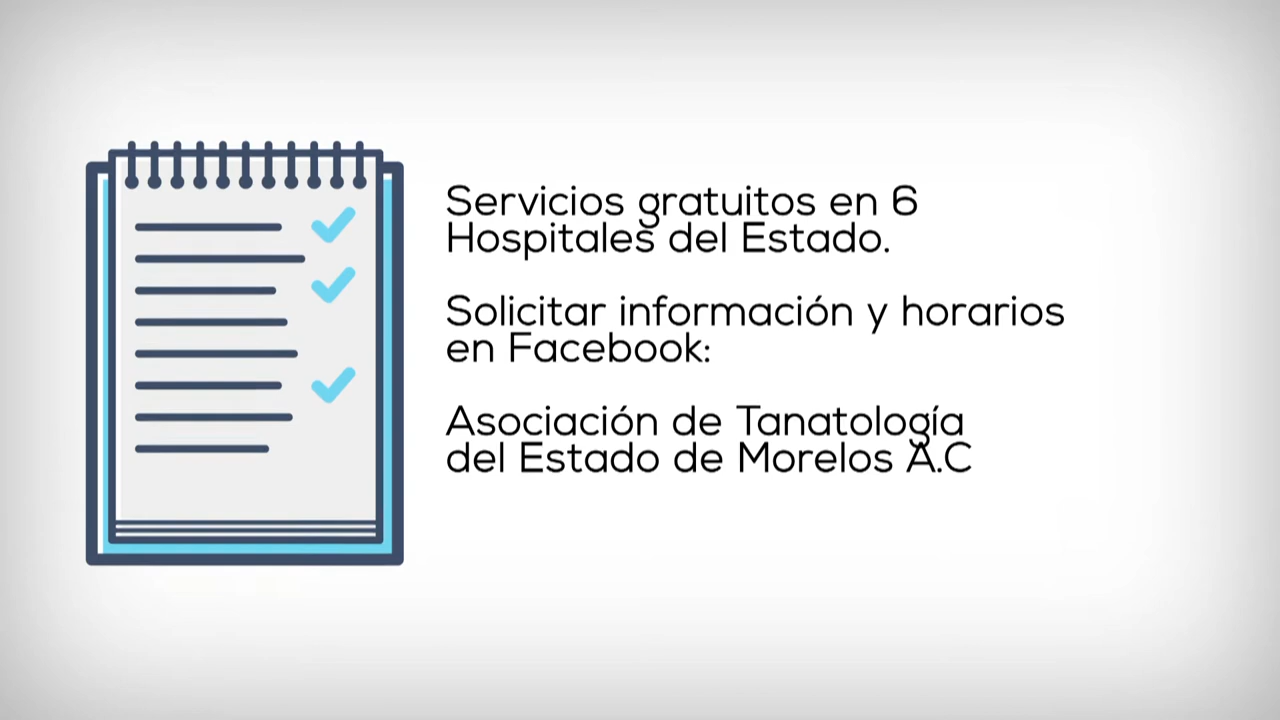 Servicios gratuitos en 6
Hospitales del Estado.
Solicitar información y horarios
en Facebook:
Asociación de Tanatología
del Estado de Morelos A.C